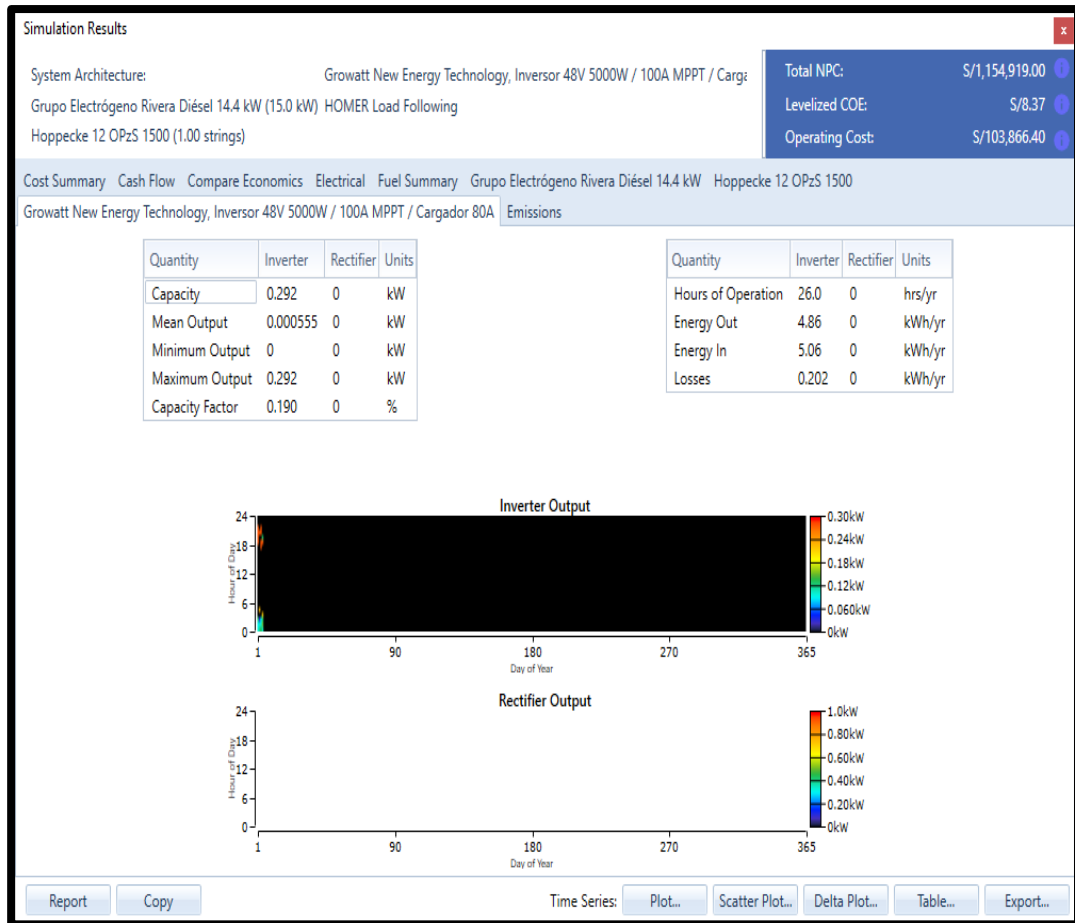 Simulation Results
x
System Architecture:
Growatt New Energy Technology, Inversor 48V 5000W / 100A MPPT / Carga
Grupo Electrógeno Rivera Diésel 14.4 kW (15.0 kW) HOMER Load Following
Hoppecke 12 OPzS 1500 (1.00 strings)
Total NPC: S/1,154,919.00
Levelized COE: S/8.37
Operating Cost: S/103,866.40
Cost Summary Cash Flow Compare Economics Electrical Fuel Summary Grupo Electrógeno Rivera Diésel 14.4 kW Hoppecke 12 OPzS 1500
Growatt New Energy Technology, Inversor 48V 5000W / 100A MPPT / Cargador 80A Emissions
Quantity Inverter Rectifier Units
Capacity 0.292 0 kW
Mean Output 0.000555 0 kW
Minimum Output 0 0 kW
Maximum Output 0.292 0 kW
Capacity Factor 0.190 0 %
Quantity Inverter Rectifier Units
Hours of Operation 26.0 0 hrs/yr
Energy Out 4.86 0 kWh/yr
Energy In 5.06 0 kWh/yr
Losses 0.202 0 kWh/yr
Inverter Output
24
18
12
6
0
Hour of Day
1 90 180 270 365
Day of Year
0.30kW
0.24kW
0.18kW
0.12kW
0.060kW
0kW
Rectifier Output
24
18
12
6
0
Hour of Day
1 90 180 270 365
Day of Year
1.0kW
0.80kW
0.60kW
0.40kW
0.20kW
0kW
Report Copy Time Series: Plot... Scatter Plot... Delta Plot... Table... Export...